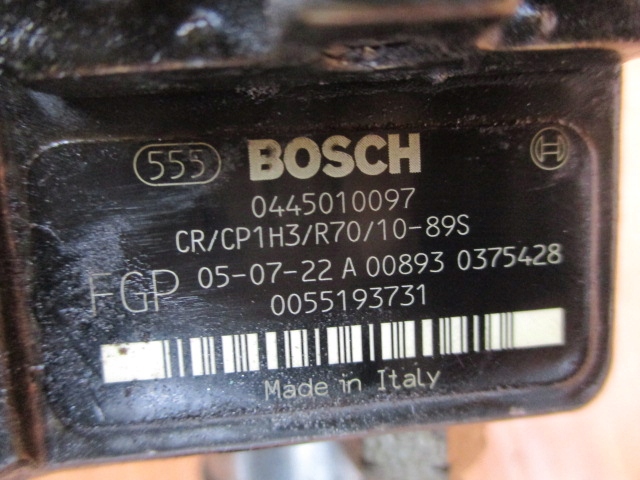 555 BOSCH
0445010097
CR/CP1H3/R70/10-89S
FGP 05-07-22 A 00893 0375428
0055193731
Made in Italy